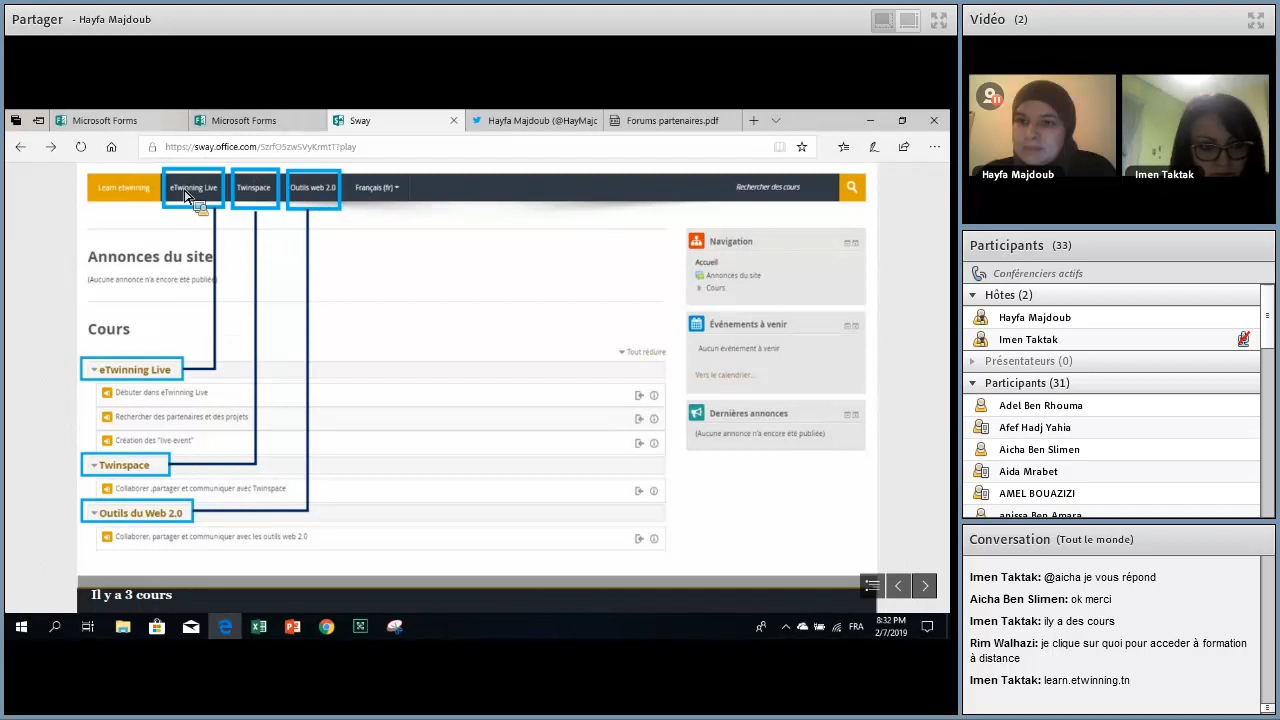 Partager - Hayfa Majdoub
Microsoft Forms
Microsoft Forms
Sway
Hayfa Majdoub (@HayMajc
Forums partenaires.pdf
https://sway.office.com/SzrfO5zwSVyKrmtT?play
Learn etwinning
eTwinning Live
Twinspace
Outils web 2.0
Français (fr)
Rechercher des cours
Annonces du site
(Aucune annonce n'a encore été publiée)
Cours
Tout réduire
eTwinning Live
Débuter dans eTwinning Live
Rechercher des partenaires et des projets
Création des "live-event"
Twinspace
Collaborer ,partager et communiquer avec Twinspace
Outils du Web 2.0
Collaborer, partager et communiquer avec les outils web 2.0
Navigation
Accueil
Annonces du site
Cours
Événements à venir
Aucun événement à venir
Vers le calendrier...
Dernières annonces
(Aucune annonce n'a encore été publiée)
Il y a 3 cours
FRA
8:32 PM
2/7/2019
Vidéo (2)
Hayfa Majdoub
Imen Taktak
Participants (33)
Conférenciers actifs
Hôtes (2)
Hayfa Majdoub
Imen Taktak
Présentateurs (0)
Participants (31)
Adel Ben Rhouma
Afef Hadj Yahia
Aicha Ben Slimen
Aida Mrabet
AMEL BOUAZIZI
anissa Ben Amara
Conversation (Tout le monde)
Imen Taktak: @aicha je vous répond
Aicha Ben Slimen: ok merci
Imen Taktak: ily a des cours
Rim Walhazi: je clique sur quoi pour acceder à formation
à distance
Imen Taktak: learn.etwinning.tn